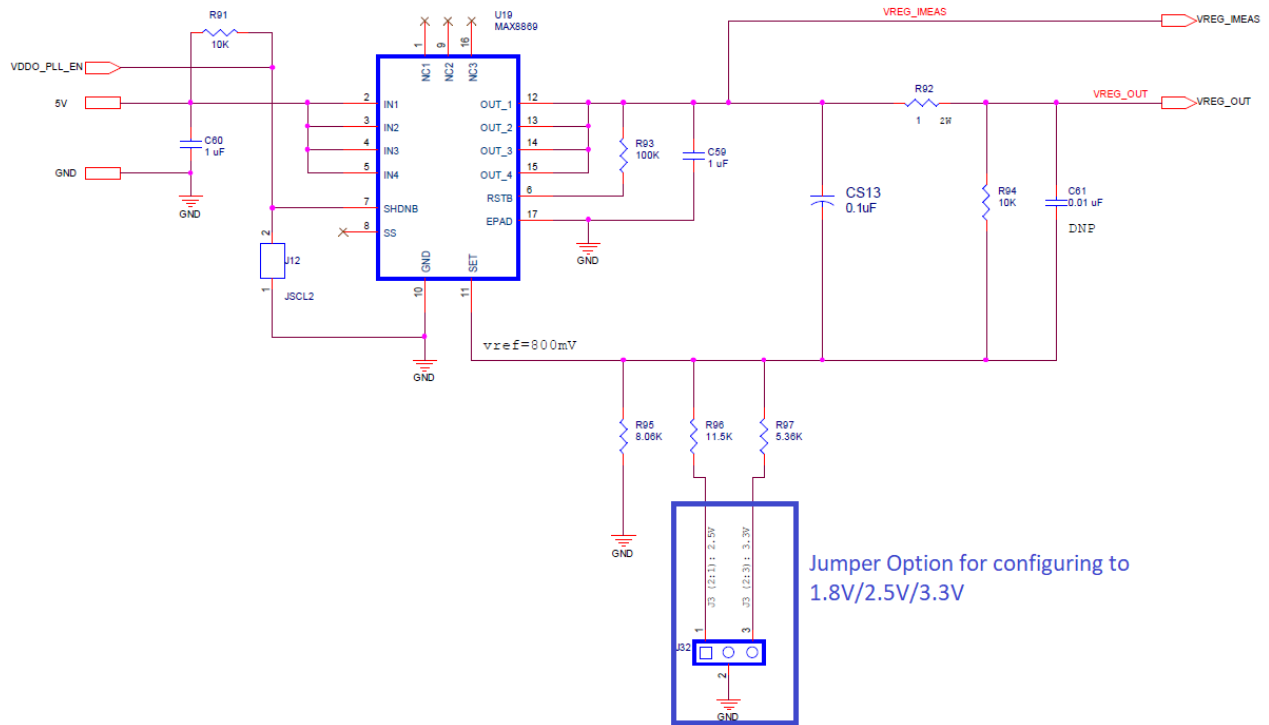 R91
10K
VDDO_PLL_EN
5V
C60
1 uF
GND
GND
U19
MAX8869
1
9
16
NC1
NC2
NC3
2
IN1
3
IN2
4
IN3
5
IN4
7
SHDNB
8
SS
OUT_1
12
OUT_2
13
OUT_3
14
OUT_4
15
RSTB
6
EPAD
17
GND
SET
10
11
2
J12
1
JSCL2
GND
R93
100K
C59
1 uF
GND
VREG_IMEAS
VREG_IMEAS
R92
1
2W
VREG_OUT
VREG_OUT
CS13
0.1uF
R94
10K
C61
0.01 uF
DNP
vref=800mV
R95
8.06K
R96
11.5K
R97
5.36K
GND
J3 (2:1): 2.5V
J3 (2:3): 3.3V
1
3
J32
2
GND
Jumper Option for configuring to
1.8V/2.5V/3.3V